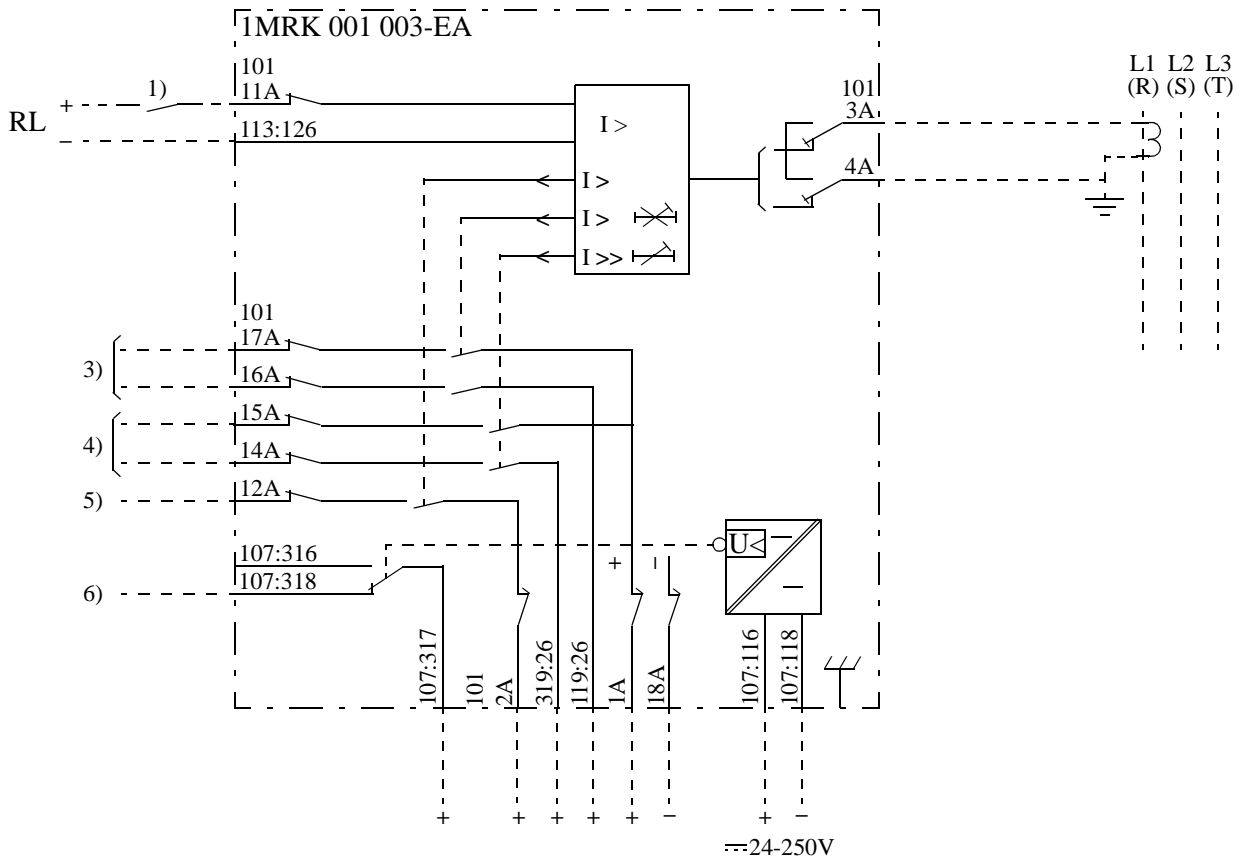 1MRK 001 003-EA
101
11A
1)
+
RL
–
113:126
I >
I >
I >
I >>
101
3A
4A
L1 L2 L3
(R) (S) (T)
101
17A
3)
16A
15A
4)
14A
5)
12A
107:316
107:318
6)
U<
+
–
107:317
101
2A
319:26
119:26
1A
18A
107:116
107:118
+ + + + + – + –
24-250V